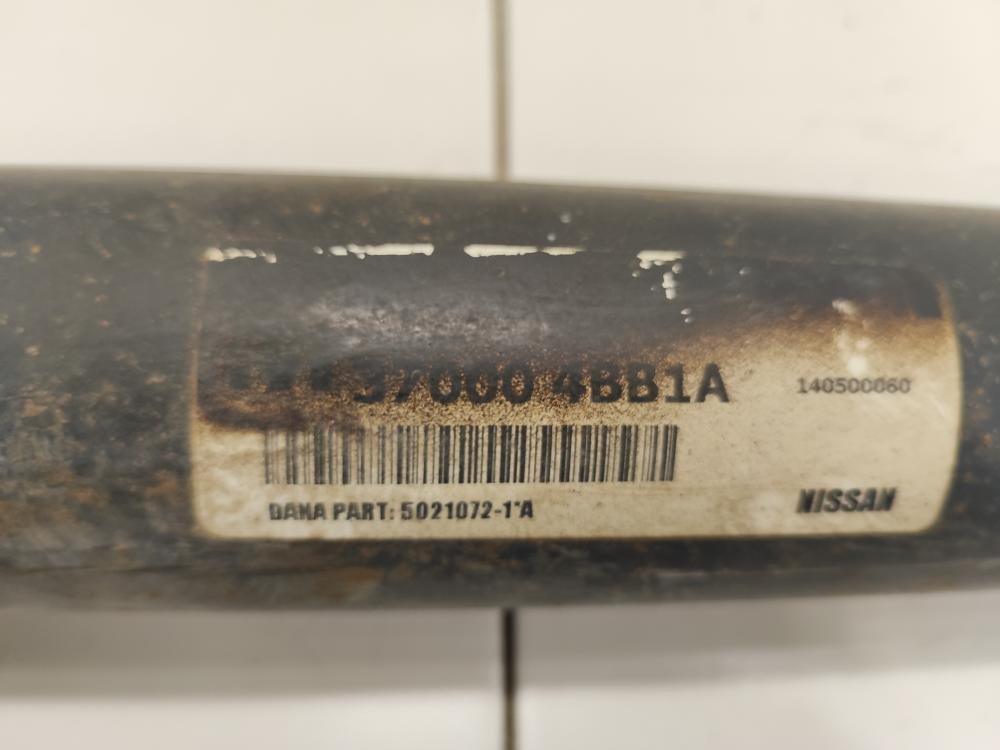 37000 4BB1A
140500060
DANA PART: 5021072-1*A
NISSAN